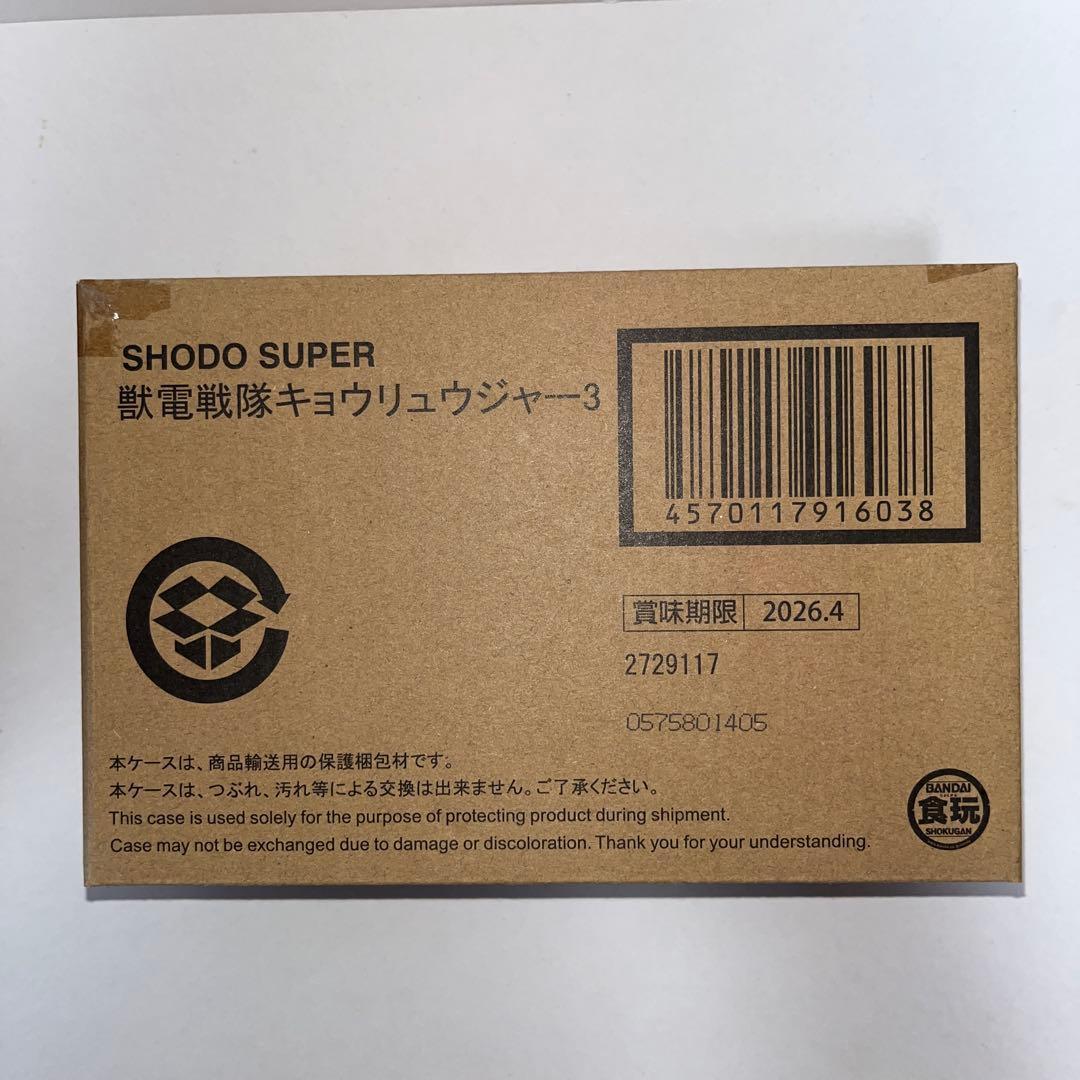 SHODO SUPER
獣電戦隊キョウリュウジャー3
4570117916038
賞味期限 2026.4
2729117
0575801405
本ケースは、商品輸送用の保護梱包材です。
本ケースは、つぶれ、汚れ等による交換は出来ません。ご了承ください。
This case is used solely for the purpose of protecting product during shipment.
Case may not be exchanged due to damage or discoloration. Thank you for your understanding.
BANDAI
食玩
SHOKUGAN